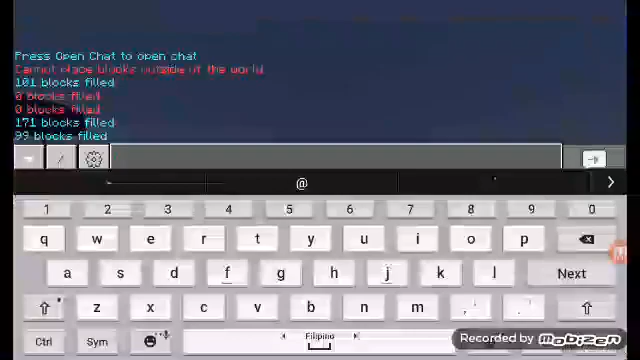 Press Open Chat to open chat
Cannot place blocks outside of the world
101 blocks filled
0 blocks filled
0 blocks filled
171 blocks filled
99 blocks filled
/
@
1 2 3 4 5 6 7 8 9 0
q w e r t y u i o p
a s d f g h j k l Next
z x c v b n m , .
Ctrl Sym Filipino
Recorded by Mobizen